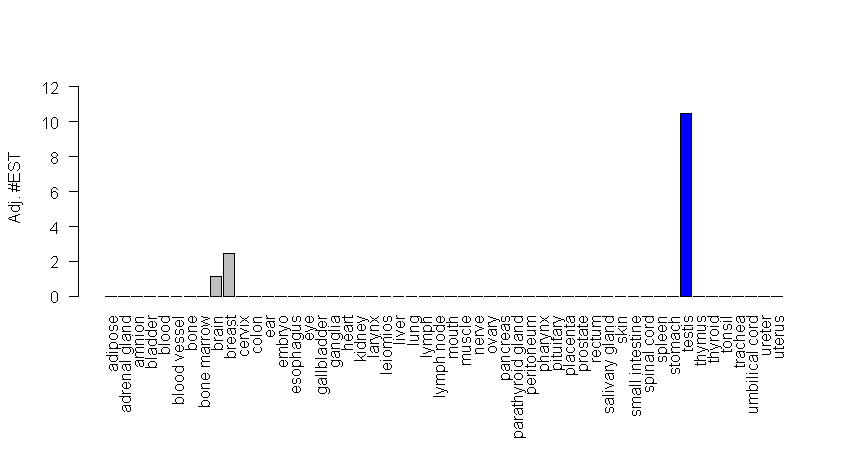 12
10
8
6
4
2
0
Adj. #EST
adipose
adrenal gland
amnion
bladder
blood
blood vessel
bone
bone marrow
brain
breast
cervix
colon
ear
embryo
esophagus
eye
gallbladder
ganglia
heart
kidney
larynx
leiomios
liver
lung
lymph
lymph node
mouth
muscle
nerve
ovary
pancreas
parathyroid gland
peritoneum
pharynx
pituitary
placenta
prostate
rectum
salivary gland
skin
small intestine
spinal cord
spleen
stomach
testis
thymus
thyroid
tonsil
trachea
umbilical cord
ureter
uterus